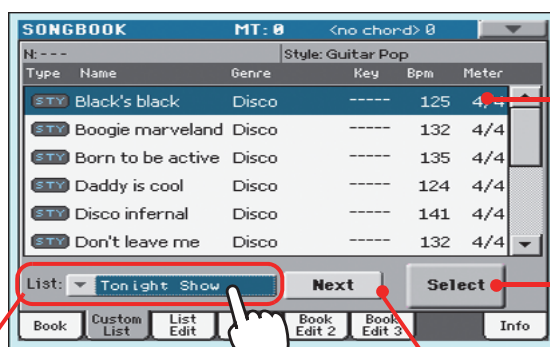 SONGBOOK MT: 0 <no chord> 0
N: --- Style: Guitar Pop
Type Name Genre Key Bpm Meter
STY Black's black Disco ----- 125 4/4
STY Boogie marveland Disco ----- 132 4/4
STY Born to be active Disco ----- 135 4/4
STY Daddy is cool Disco ----- 124 4/4
STY Disco infernal Disco ----- 141 4/4
STY Don't leave me Disco ----- 132 4/4
List: Tonight Show Next Select
Book Custom List List Edit Book Edit 2 Book Edit 3 Info